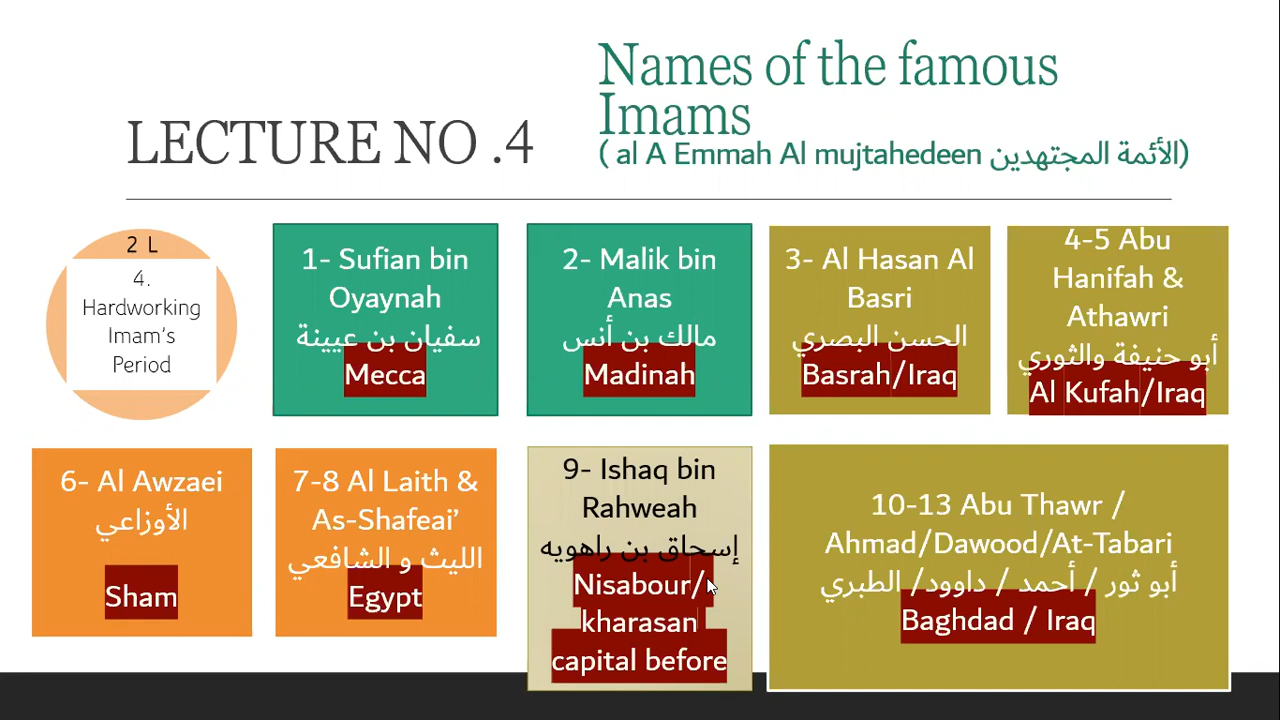 LECTURE NO .4
Names of the famous
Imams
( al A Emmah Al mujtahedeen الأئمة المجتهدين)
2 L
4.
Hardworking
Imam's
Period
1- Sufian bin
Oyaynah
سفيان بن عيينة
Mecca
2- Malik bin
Anas
مالك بن أنس
Madinah
3- Al Hasan Al
Basri
الحسن البصري
Basrah/Iraq
4-5 Abu
Hanifah &
Athawri
أبو حنيفة والثوري
Al Kufah/Iraq
6- Al Awzaei
الأوزاعي
Sham
7-8 Al Laith &
As-Shafeai’
الليث و الشافعي
Egypt
9- Ishaq bin
Rahweah
إسحاق بن راهويه
Nisabour/
kharasan
capital before
10-13 Abu Thawr /
Ahmad/Dawood/At-Tabari
أبو ثور / أحمد / داوود/ الطبري
Baghdad / Iraq